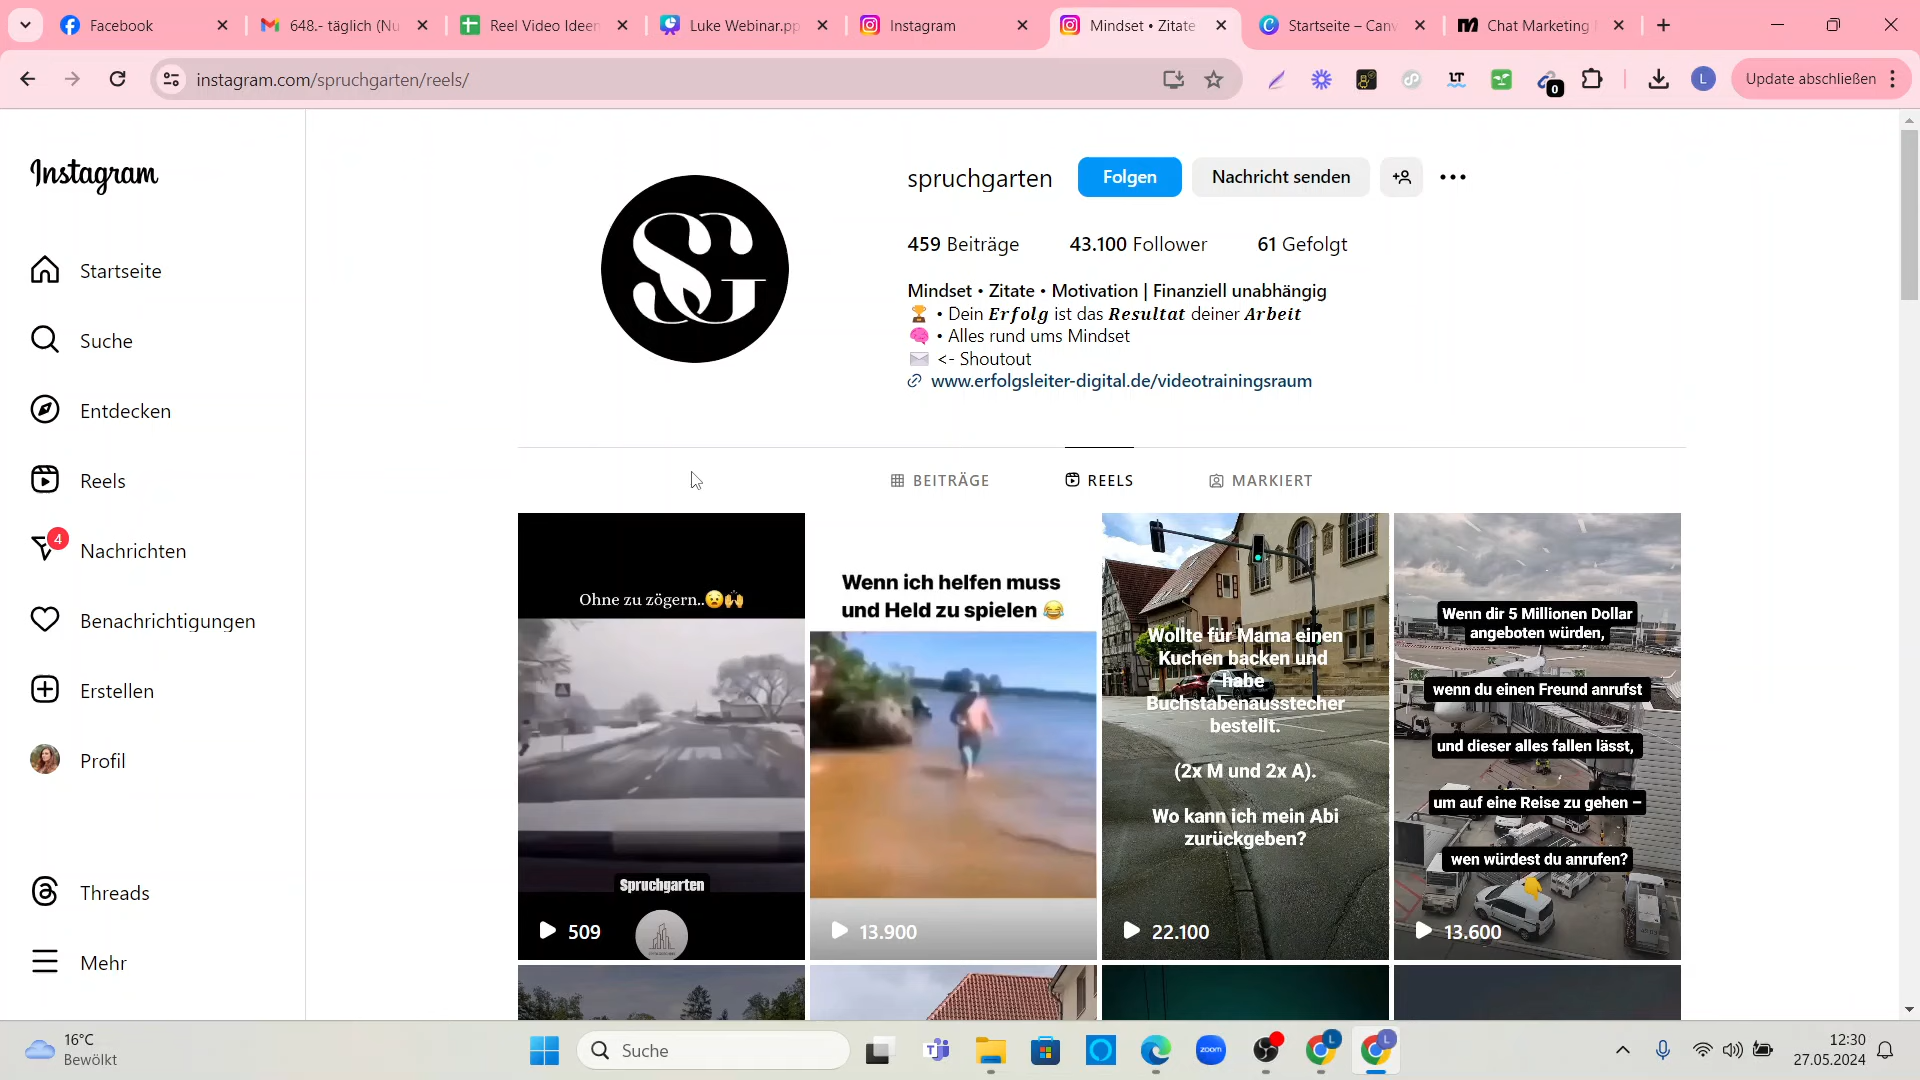 Facebook
648.- täglich (Nu
Reel Video Ideen
Luke Webinar.pp
Instagram
Mindset • Zitate
Startseite – Canv
Chat Marketing
instagram.com/spruchgarten/reels/
LT
0
L
Update abschließen
Instagram
Startseite
Suche
Entdecken
Reels
4
Nachrichten
Benachrichtigungen
Erstellen
Profil
Threads
Mehr
SG
spruchgarten
Folgen
Nachricht senden
459 Beiträge
43.100 Follower
61 Gefolgt
Mindset • Zitate • Motivation | Finanziell unabhängig
🏆 • Dein Erfolg ist das Resultat deiner Arbeit
🧠 • Alles rund ums Mindset
✉️ <- Shoutout
www.erfolgsleiter-digital.de/videotrainingsraum
BEITRÄGE
REELS
MARKIERT
Ohne zu zögern..😧🙌
Spruchgarten
509
Wenn ich helfen muss
und Held zu spielen 😂
13.900
Wollte für Mama einen
Kuchen backen und
habe
Buchstabenausstecher
bestellt.
(2x M und 2x A).
Wo kann ich mein Abi
zurückgeben?
22.100
Wenn dir 5 Millionen Dollar
angeboten würden,
wenn du einen Freund anrufst
und dieser alles fallen lässt,
um auf eine Reise zu gehen –
wen würdest du anrufen?
👇
13.600
16°C
Bewölkt
Suche
zoom
L
L
12:30
27.05.2024